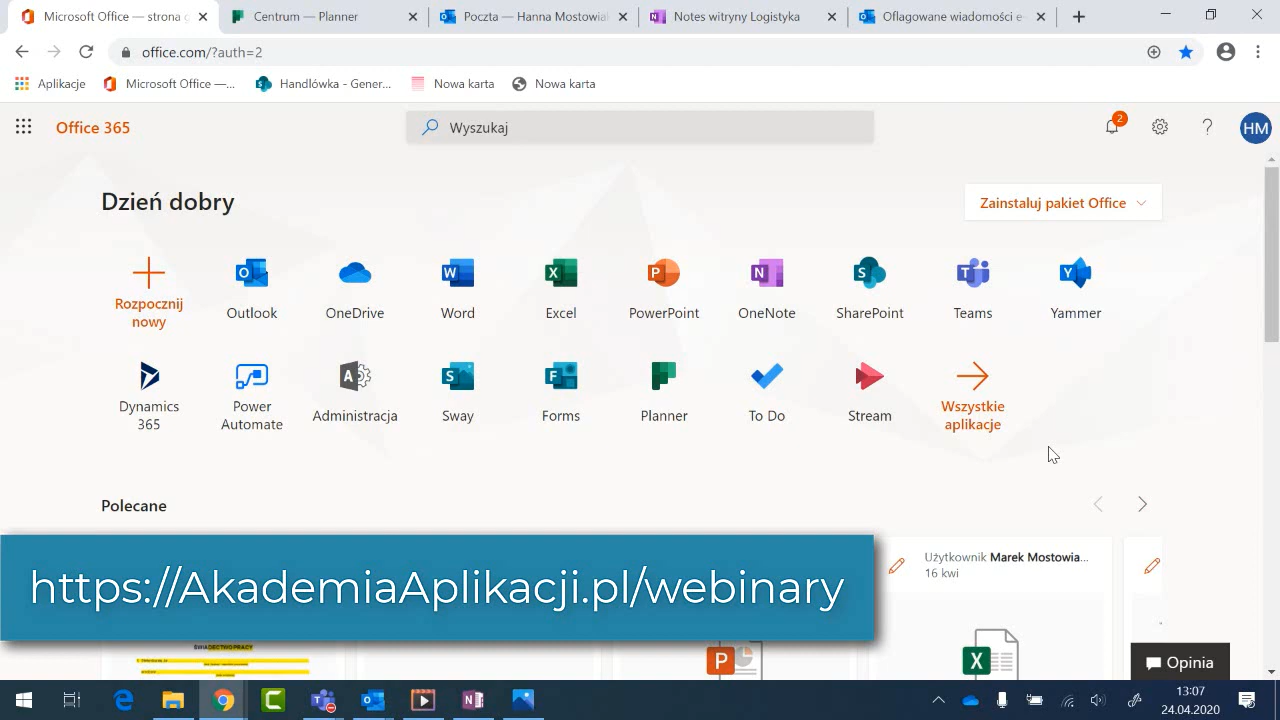 Microsoft Office — strona g
Centrum — Planner
Poczta — Hanna Mostowia
Notes witryny Logistyka
Oflagowane wiadomości e-
office.com/?auth=2
Aplikacje
Microsoft Office —...
Handlówka - Gener...
Nowa karta
Nowa karta
Office 365
Wyszukaj
2
HM
Dzień dobry
Zainstaluj pakiet Office
Rozpocznij
nowy
Outlook
OneDrive
Word
Excel
PowerPoint
OneNote
SharePoint
Teams
Yammer
Dynamics
365
Power
Automate
Administracja
Sway
Forms
Planner
To Do
Stream
Wszystkie
aplikacje
Polecane
Użytkownik Marek Mostowia...
16 kwi
https://AkademiaAplikacji.pl/webinary
ŚWIADECTWO PRACY
Opinia
13:07
24.04.2020